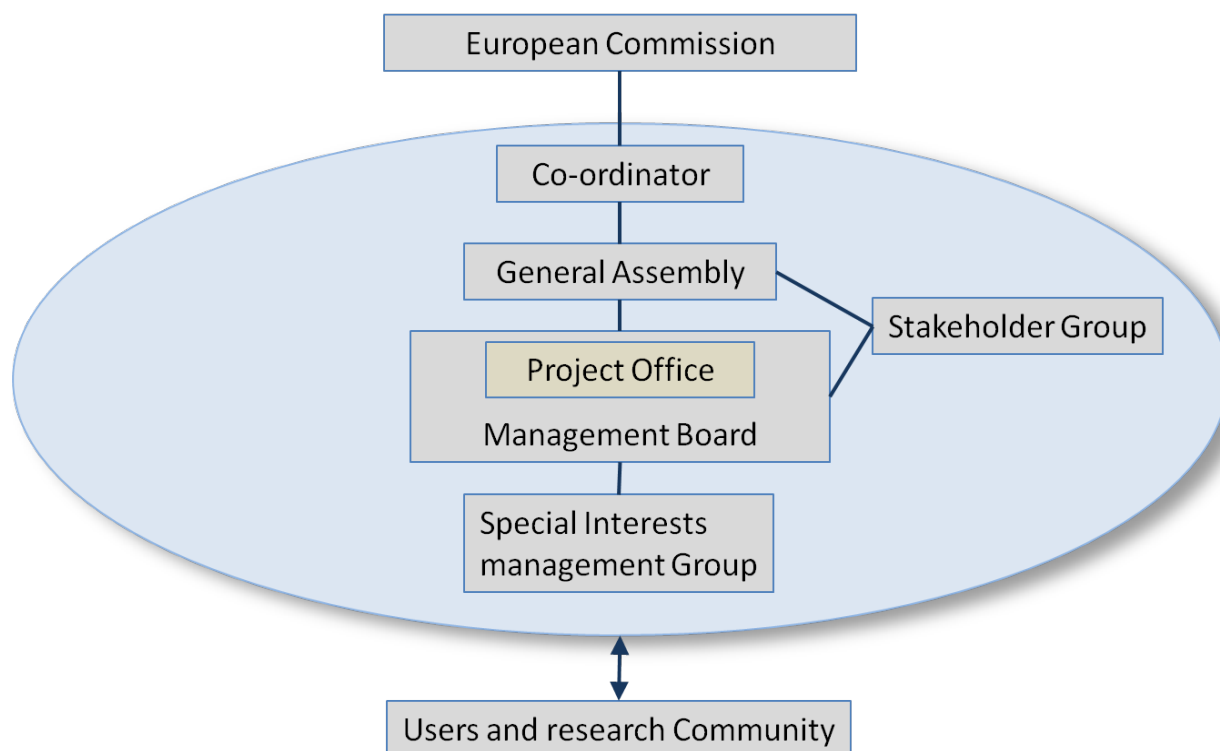 European Commission
Co-ordinator
General Assembly
Stakeholder Group
Project Office
Management Board
Special Interests
management Group
Users and research Community